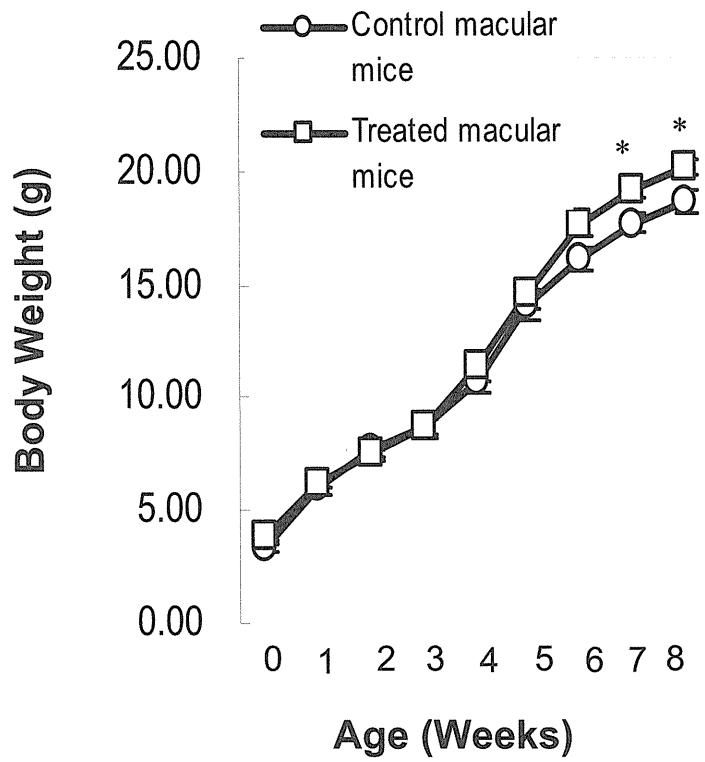 Control macular
mice
Treated macular
mice
*
*
25.00
20.00
15.00
10.00
5.00
0.00
Body Weight (g)
0 1 2 3 4 5 6 7 8
Age (Weeks)